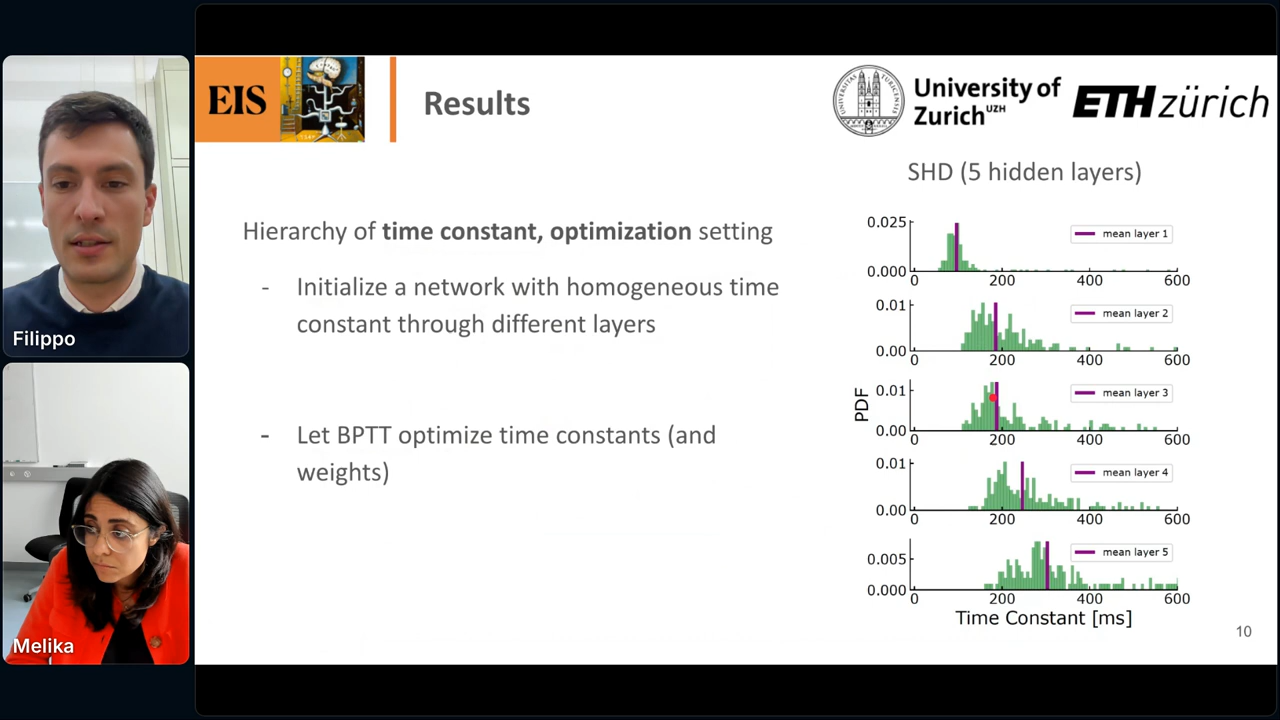 EIS
Results
University of
Zurich UZH
ETH zürich
SHD (5 hidden layers)
Hierarchy of time constant, optimization setting
- Initialize a network with homogeneous time
constant through different layers
- Let BPTT optimize time constants (and
weights)
0.025
0.000
mean layer 1
0 200 400 600
0.01
0.00
mean layer 2
0 200 400 600
PDF
0.01
0.00
mean layer 3
0 200 400 600
0.01
0.00
mean layer 4
0 200 400 600
0.005
0.000
mean layer 5
0 200 400 600
Time Constant [ms]
10
Filippo
Melika